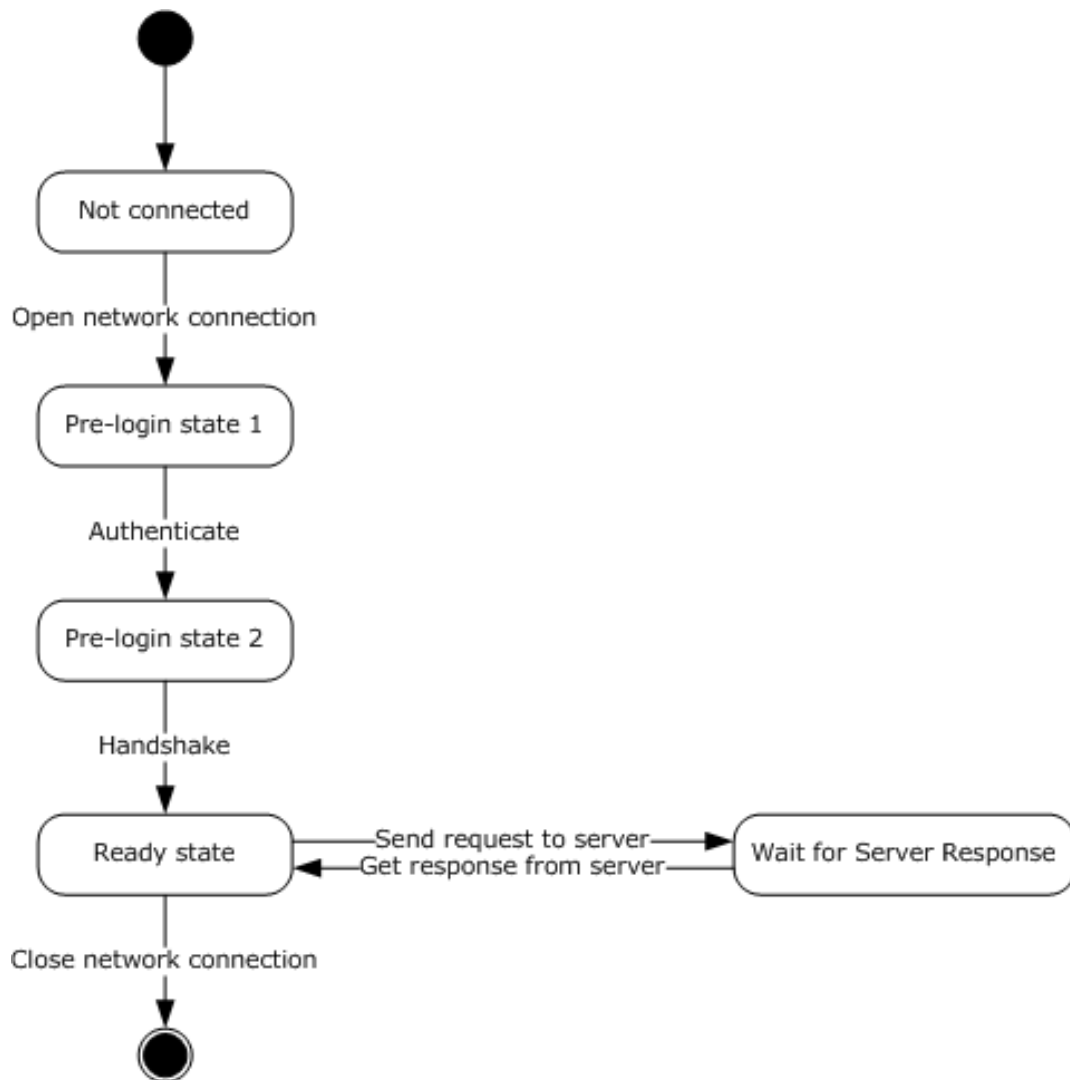 Not connected
Open network connection
Pre-login state 1
Authenticate
Pre-login state 2
Handshake
Ready state
Send request to server
Get response from server
Wait for Server Response
Close network connection